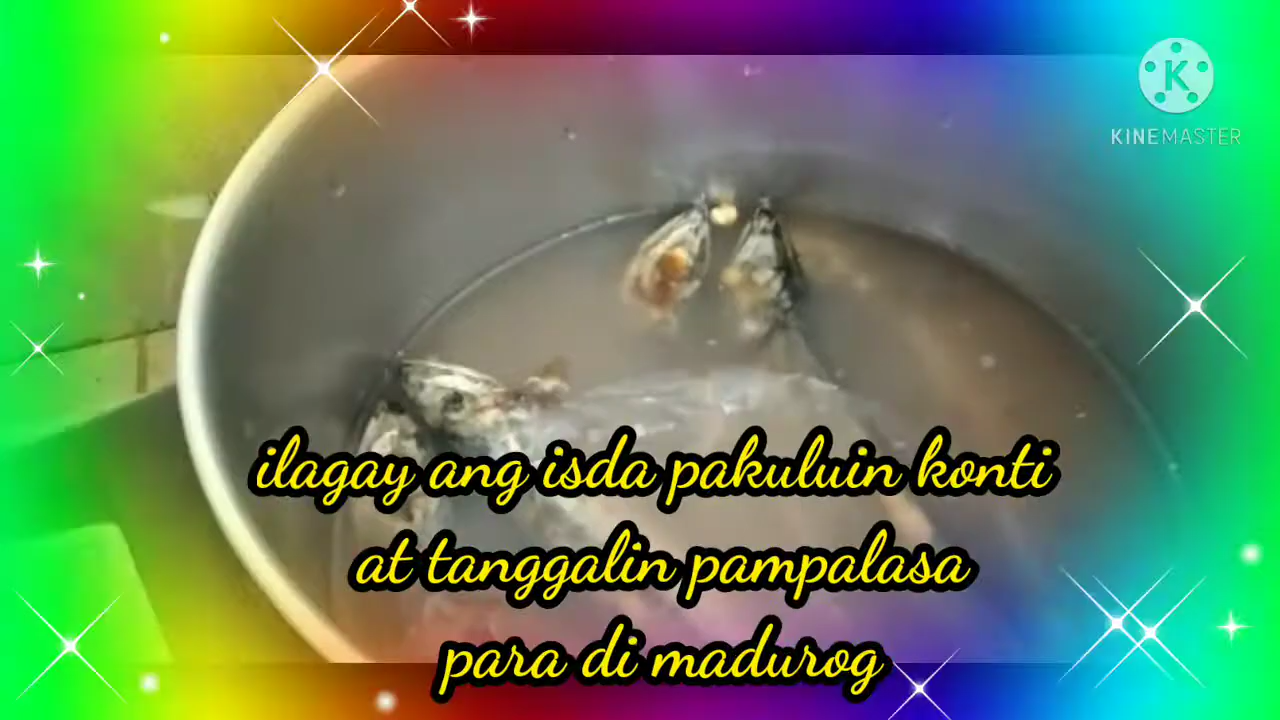 KINEMASTER
ilagay ang isda pakuluin konti
at tanggalin pampalasa
para di madurog